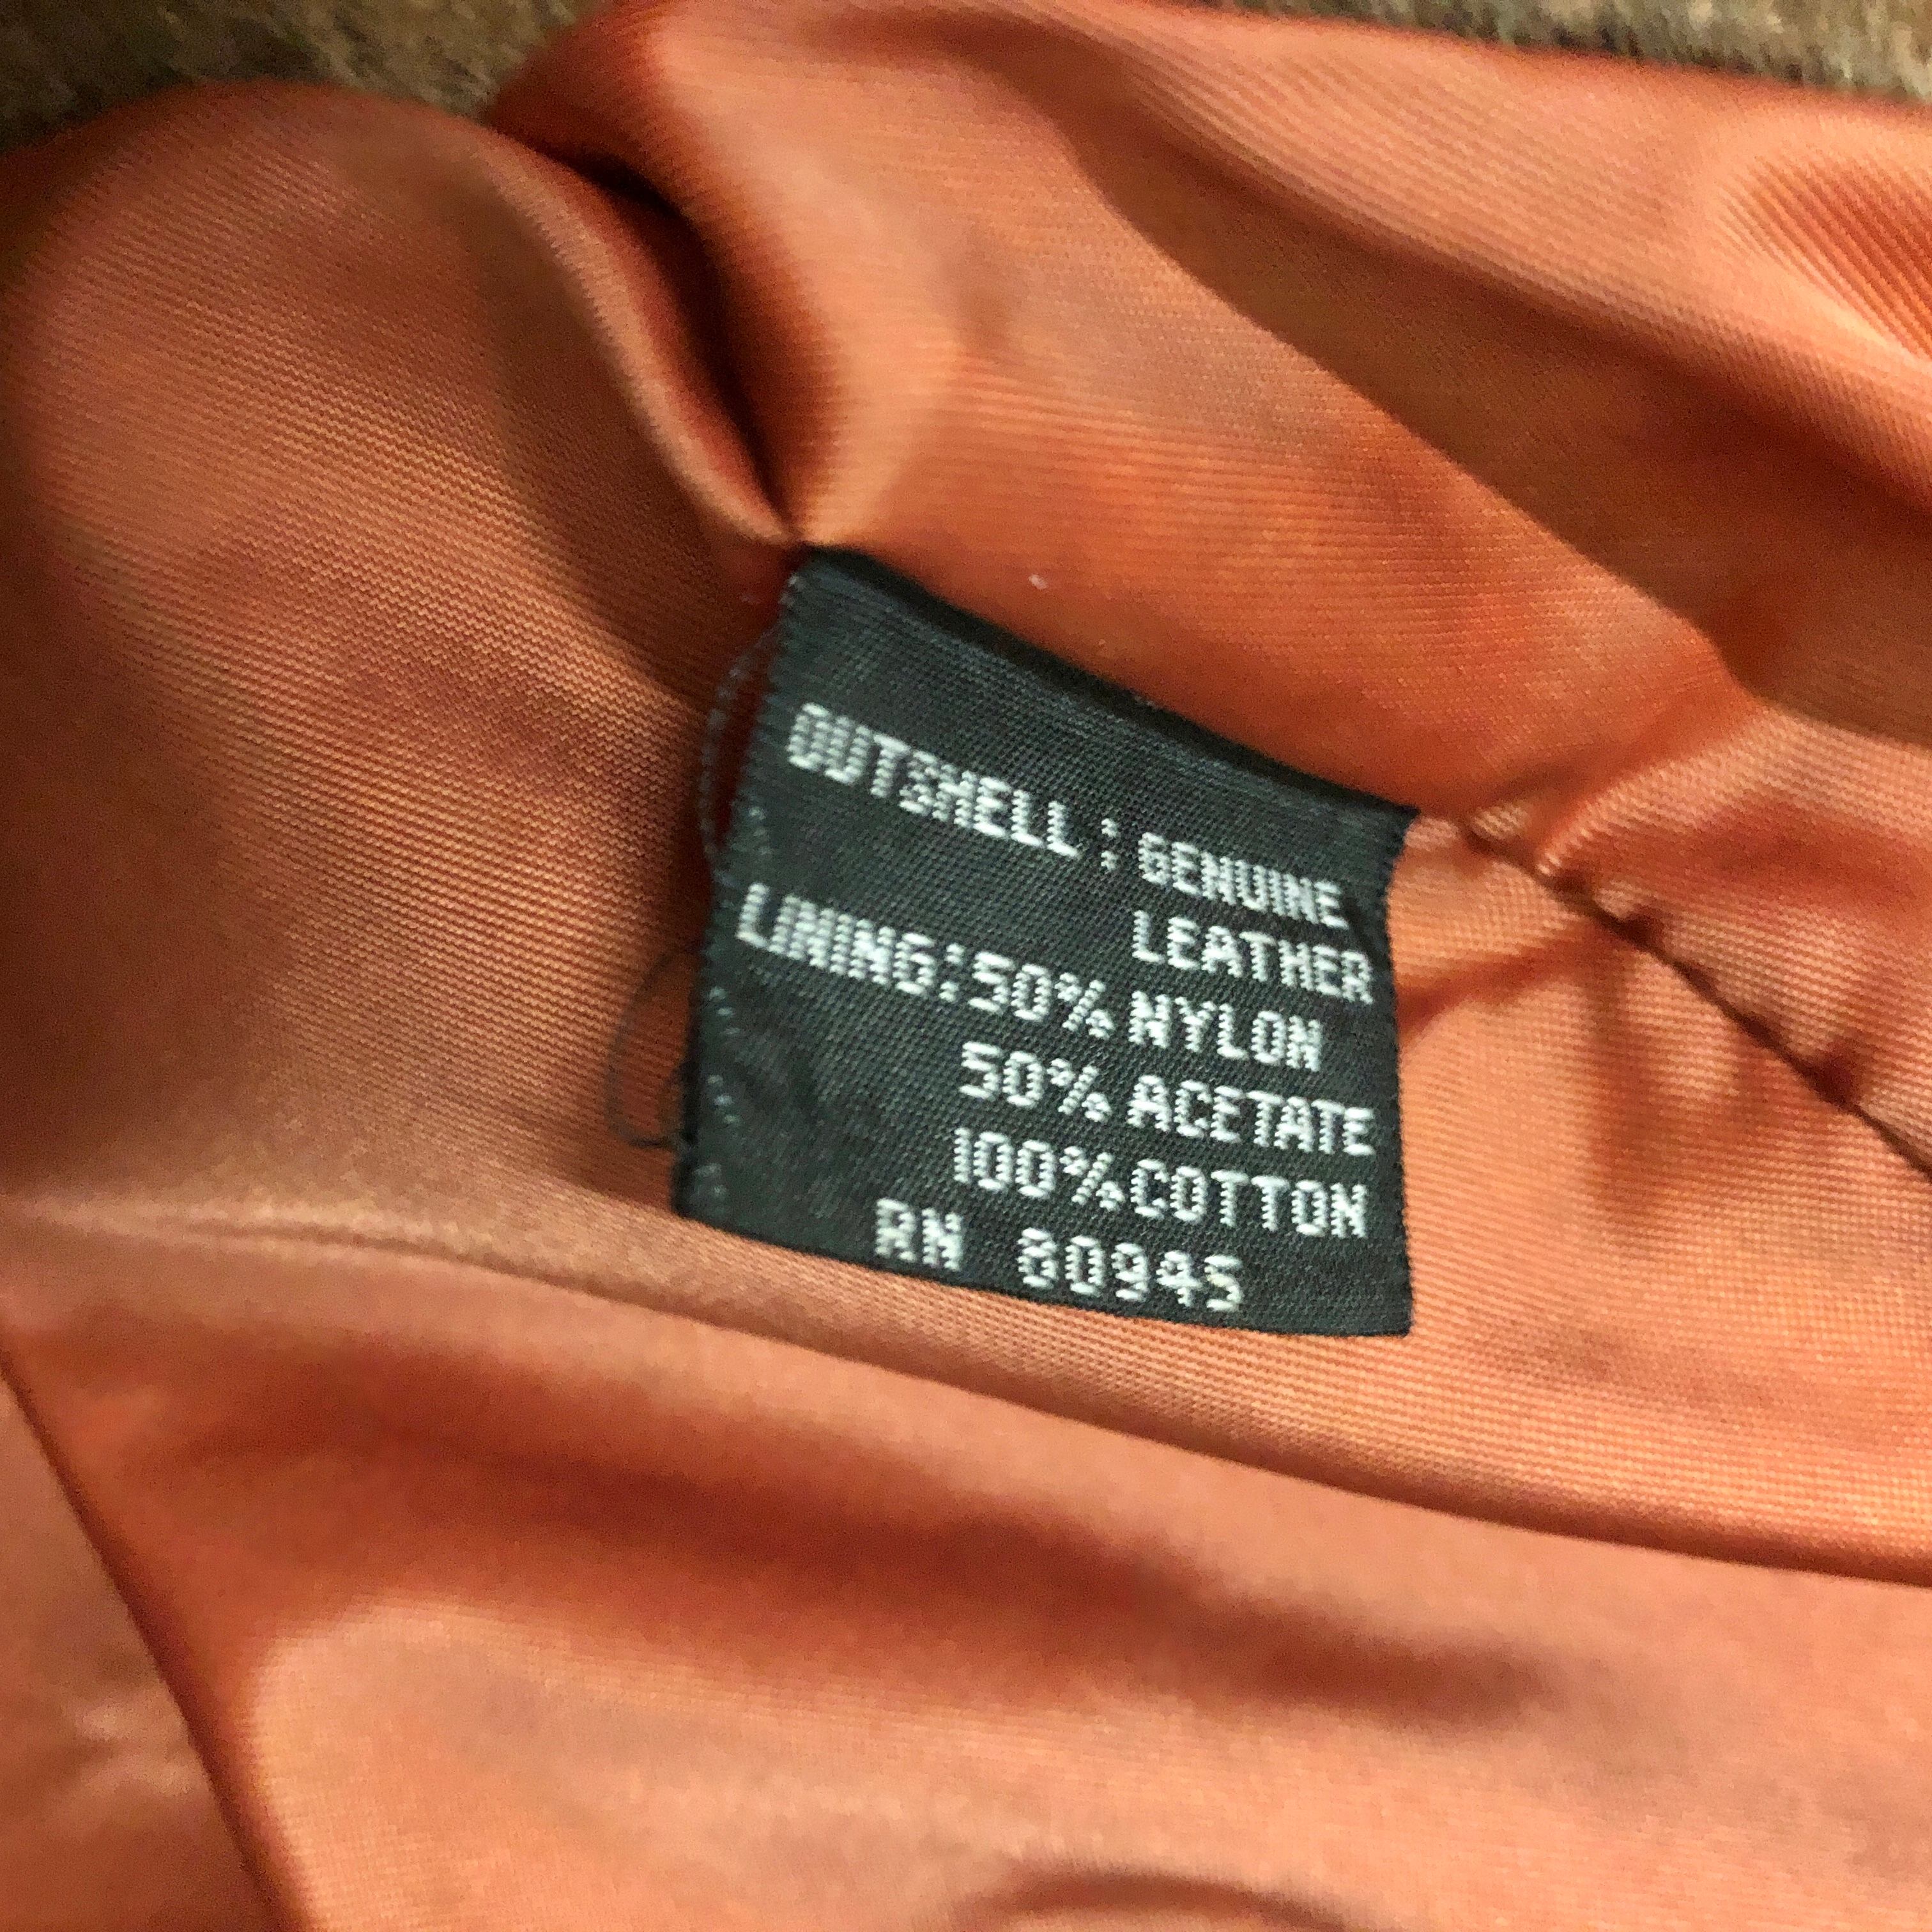 OUTSHELL : GENUINE
LEATHER
LINING:50% NYLON
50% ACETATE
100% COTTON
RN 80945